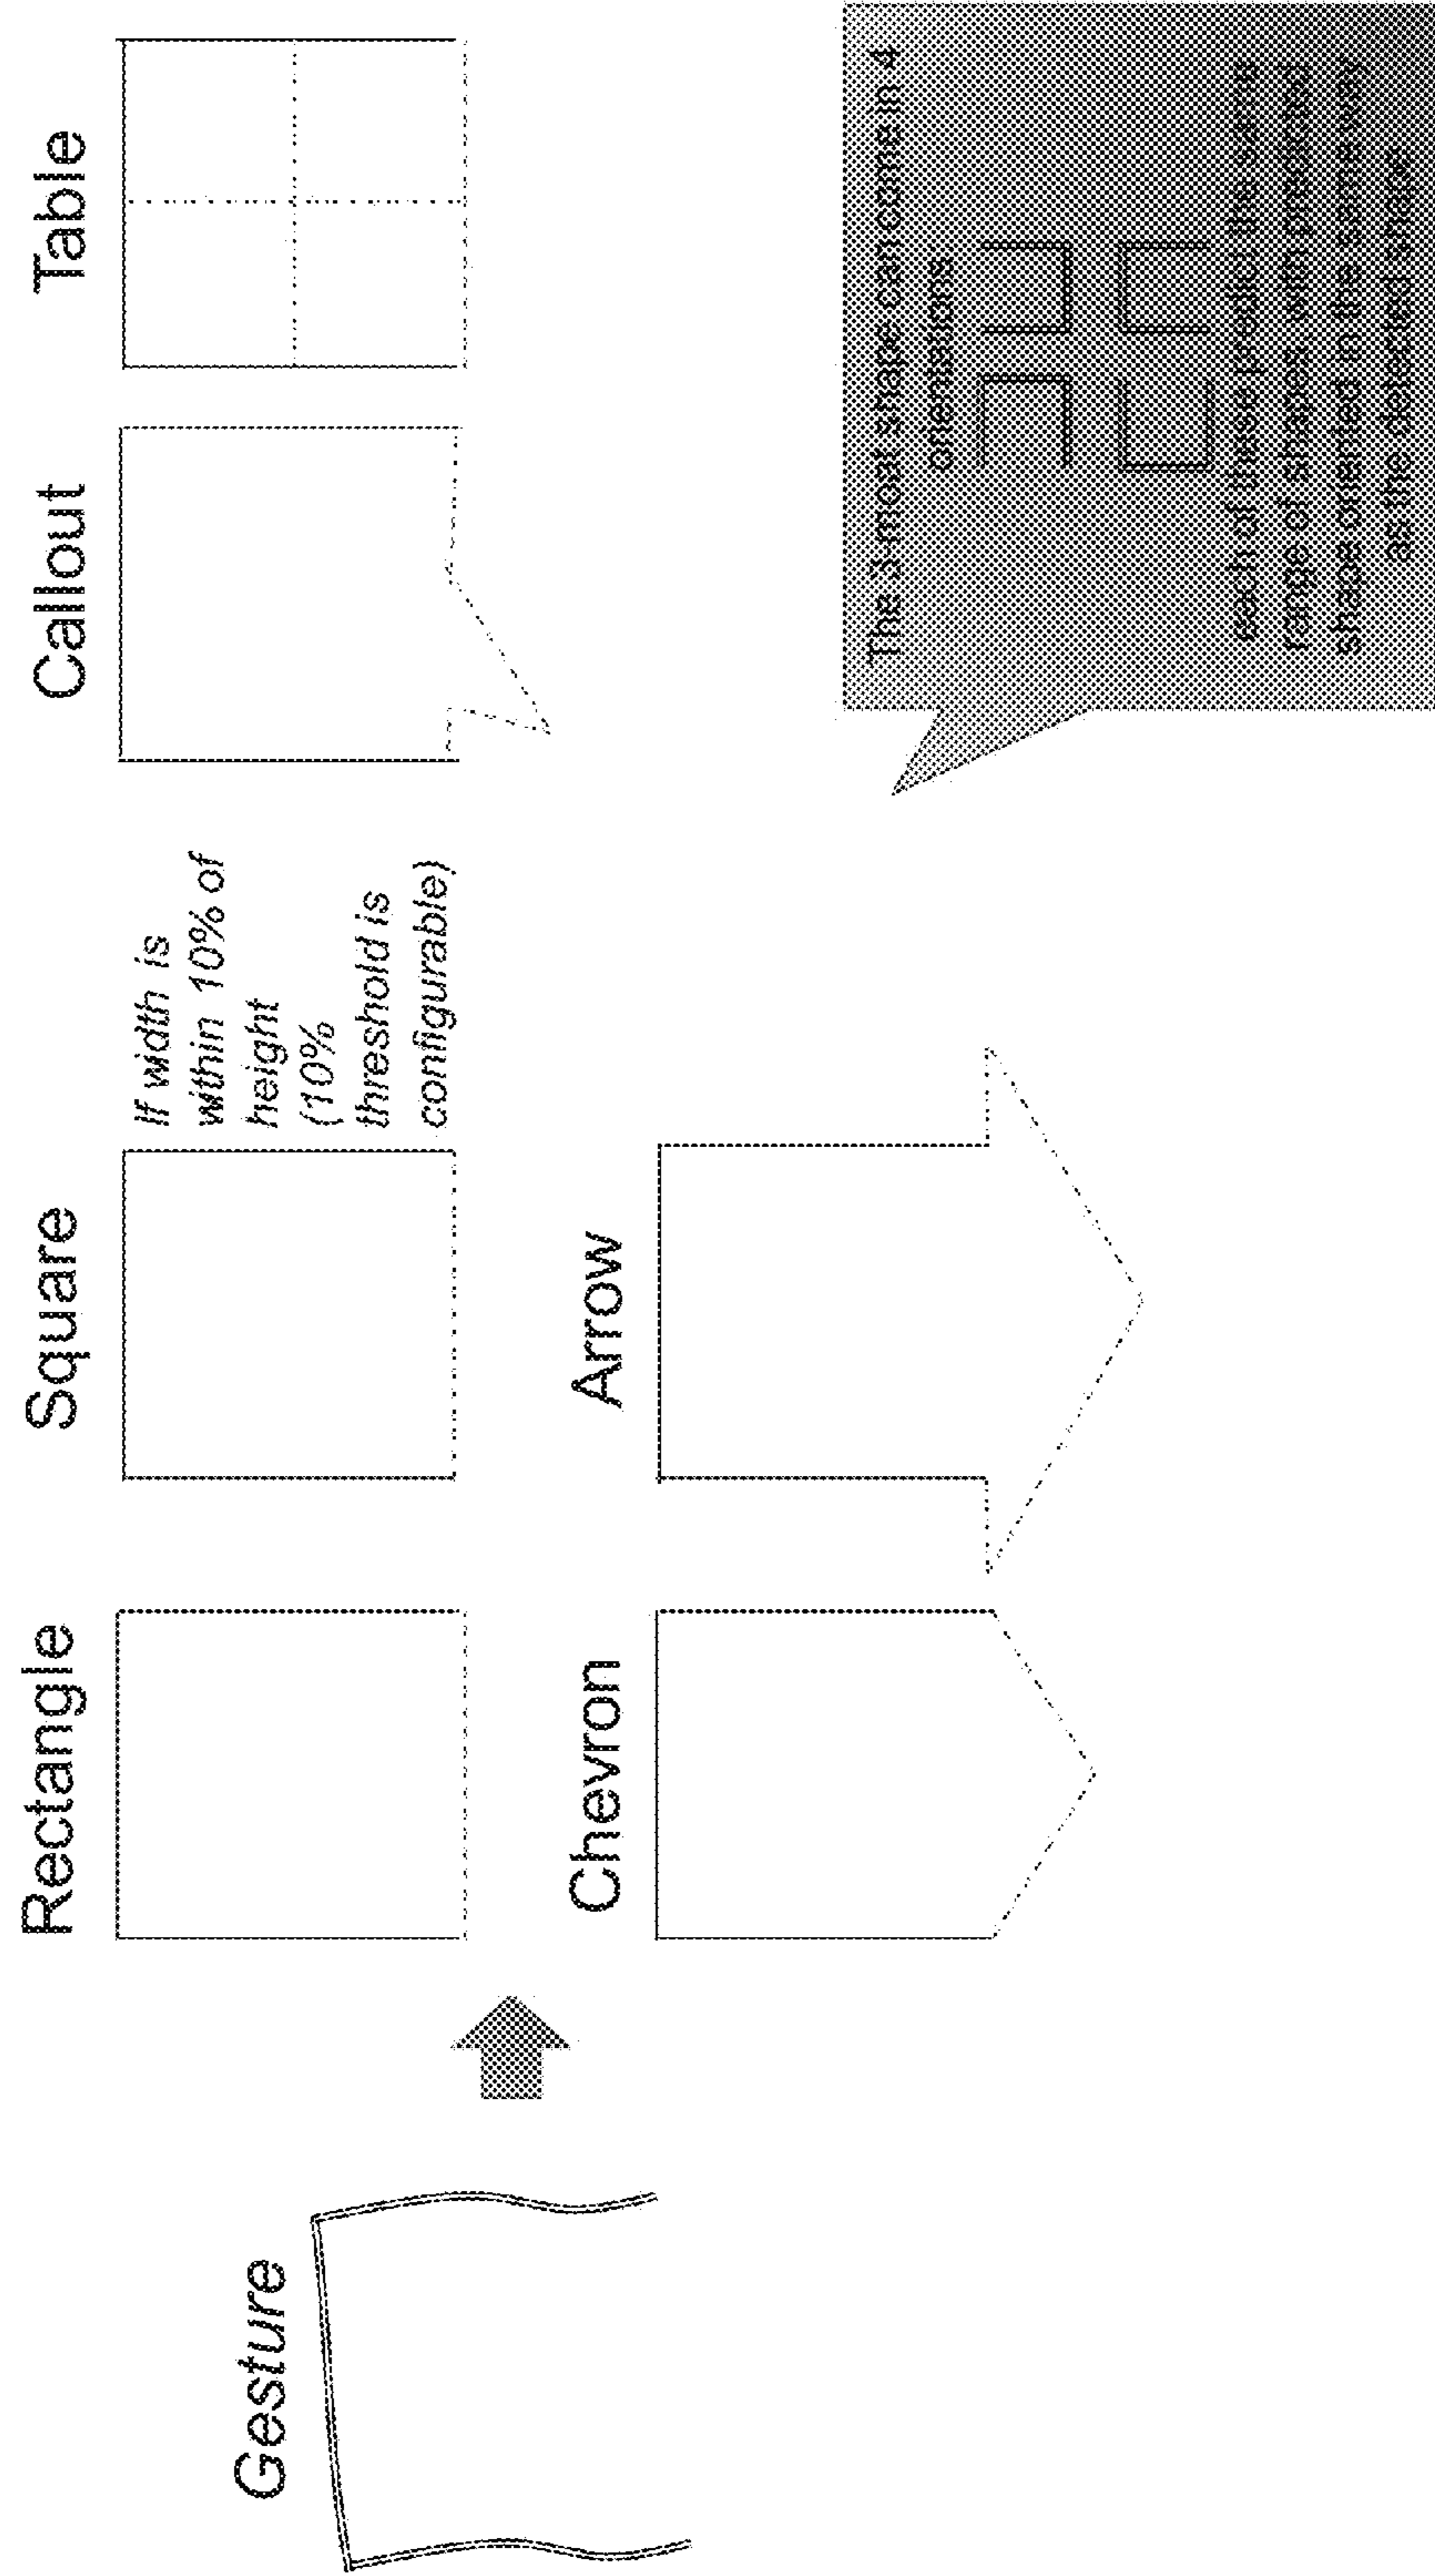 Gesture
Rectangle
Square
If width is
within 10% of
height
(10%
threshold is
configurable)
Callout
Table
Chevron
Arrow
The 3-most shape can come in 4
orientations
each of these predict the same
range of shapes, with predicted
shape oriented in the same way
as the detected shape